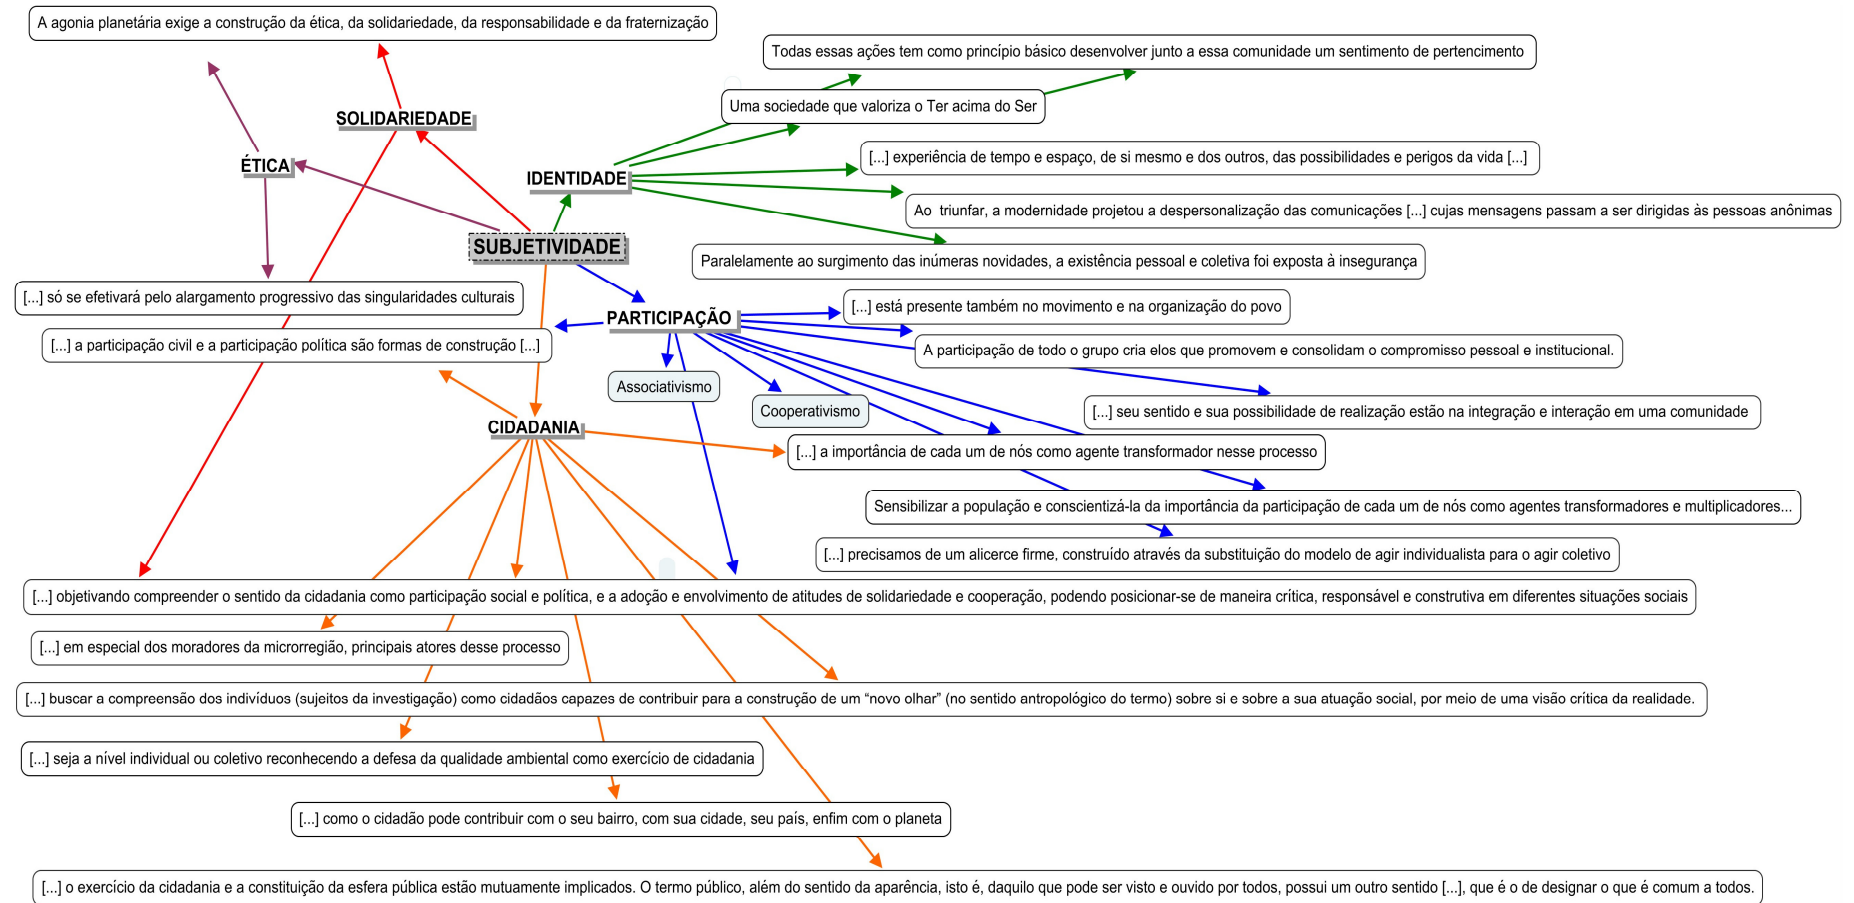 A agonia planetária exige a construção da ética, da solidariedade, da responsabilidade e da fraternização
Todas essas ações tem como princípio básico desenvolver junto a essa comunidade um sentimento de pertencimento
Uma sociedade que valoriza o Ter acima do Ser
SOLIDARIEDADE
[...] experiência de tempo e espaço, de si mesmo e dos outros, das possibilidades e perigos da vida [...]
ÉTICA
IDENTIDADE
Ao triunfar, a modernidade projetou a despersonalização das comunicações [...] cujas mensagens passam a ser dirigidas às pessoas anônimas
SUBJETIVIDADE
Paralelamente ao surgimento das inúmeras novidades, a existência pessoal e coletiva foi exposta à insegurança
[...] só se efetivará pelo alargamento progressivo das singularidades culturais
[...] está presente também no movimento e na organização do povo
PARTICIPAÇÃO
[...] a participação civil e a participação política são formas de construção [...]
A participação de todo o grupo cria elos que promovem e consolidam o compromisso pessoal e institucional.
Associativismo
Cooperativismo
[...] seu sentido e sua possibilidade de realização estão na integração e interação em uma comunidade
CIDADANIA
[...] a importância de cada um de nós como agente transformador nesse processo
Sensibilizar a população e conscientizá-la da importância da participação de cada um de nós como agentes transformadores e multiplicadores...
[...] precisamos de um alicerce firme, construído através da substituição do modelo de agir individualista para o agir coletivo
[...] objetivando compreender o sentido da cidadania como participação social e política, e a adoção e envolvimento de atitudes de solidariedade e cooperação, podendo posicionar-se de maneira crítica, responsável e construtiva em diferentes situações sociais
[...] em especial dos moradores da microrregião, principais atores desse processo
[...] buscar a compreensão dos indivíduos (sujeitos da investigação) como cidadãos capazes de contribuir para a construção de um “novo olhar” (no sentido antropológico do termo) sobre si e sobre a sua atuação social, por meio de uma visão crítica da realidade.
[...] seja a nível individual ou coletivo reconhecendo a defesa da qualidade ambiental como exercício de cidadania
[...] como o cidadão pode contribuir com o seu bairro, com sua cidade, seu país, enfim com o planeta
[...] o exercício da cidadania e a constituição da esfera pública estão mutuamente implicados. O termo público, além do sentido da aparência, isto é, daquilo que pode ser visto e ouvido por todos, possui um outro sentido [...], que é o de designar o que é comum a todos.